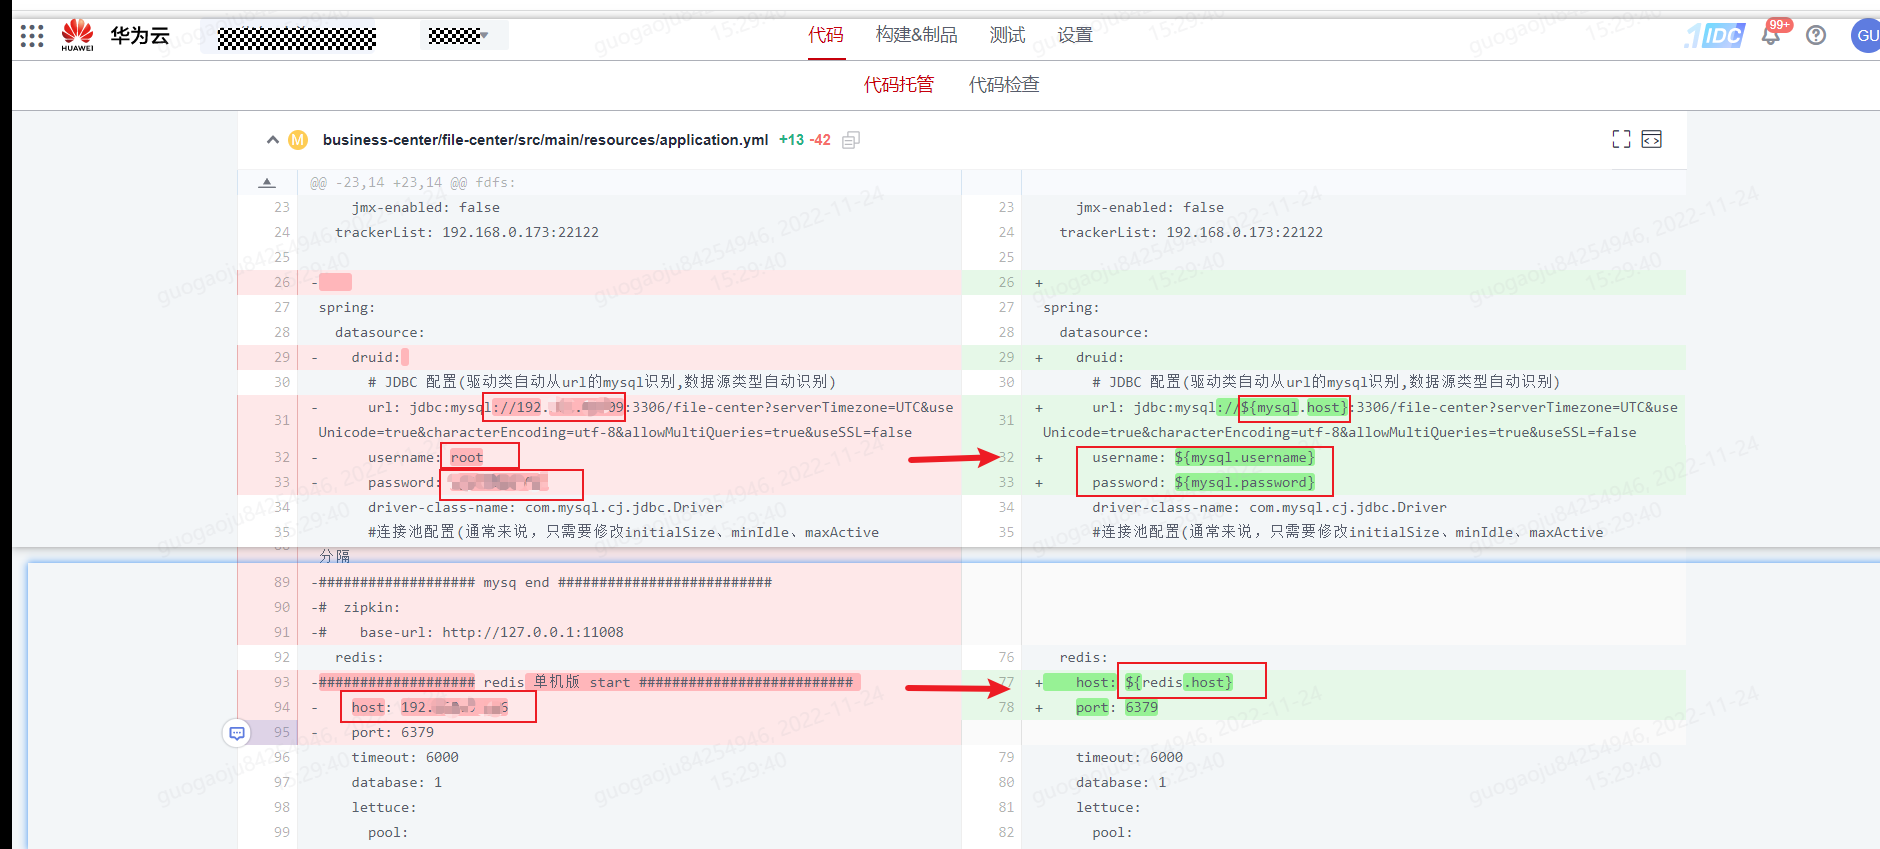 HUAWEI 华为云 代码 构建&制品 测试 设置 1IDC 99+ GU
代码托管 代码检查
M business-center/file-center/src/main/resources/application.yml +13 -42
@@ -23,14 +23,14 @@ fdfs:
23 jmx-enabled: false 23 jmx-enabled: false
24 trackerList: 192.168.0.173:22122 24 trackerList: 192.168.0.173:22122
25 25
26 - 26 +
27 spring: 27 spring:
28 datasource: 28 datasource:
29 - druid: 29 + druid:
30 # JDBC 配置(驱动类自动从url的mysql识别,数据源类型自动识别) 30 # JDBC 配置(驱动类自动从url的mysql识别,数据源类型自动识别)
31 - url: jdbc:mysql://192. 09:3306/file-center?serverTimezone=UTC&use 31 + url: jdbc:mysql://${mysql.host}:3306/file-center?serverTimezone=UTC&use
Unicode=true&characterEncoding=utf-8&allowMultiQueries=true&useSSL=false Unicode=true&characterEncoding=utf-8&allowMultiQueries=true&useSSL=false
32 - username: root 32 + username: ${mysql.username}
33 - password: 33 + password: ${mysql.password}
34 driver-class-name: com.mysql.cj.jdbc.Driver 34 driver-class-name: com.mysql.cj.jdbc.Driver
35 #连接池配置(通常来说，只需要修改initialSize、minIdle、maxActive 35 #连接池配置(通常来说，只需要修改initialSize、minIdle、maxActive
分隔
89 -################### mysq end ##########################
90 -# zipkin:
91 -# base-url: http://127.0.0.1:11008
92 redis: 76 redis:
93 -################### redis 单机版 start ########################## 77 + host: ${redis.host}
94 - host: 192. 6 78 + port: 6379
95 - port: 6379
96 timeout: 6000 79 timeout: 6000
97 database: 1 80 database: 1
98 lettuce: 81 lettuce:
99 pool: 82 pool:
guogaoju84254946, 2022-11-24
15:29:40